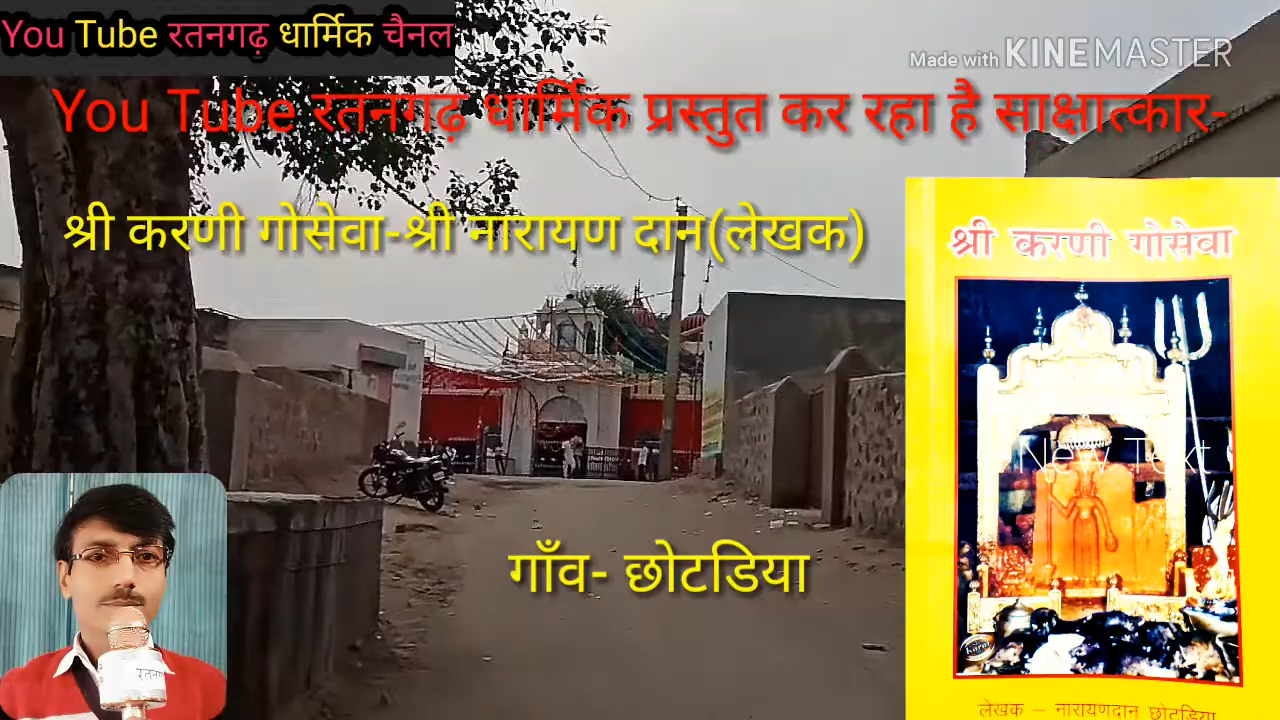 You Tube रतनगढ़ धार्मिक चैनल
Made with KINEMASTER
You Tube रतनगढ़ धार्मिक प्रस्तुत कर रहा है साक्षात्कार-
श्री करणी गोसेवा-श्री नारायण दान(लेखक)
श्री करणी गोसेवा
New Text
गाँव- छोटडिया
रतनग
लेखक – नारायणदान छोटडिया